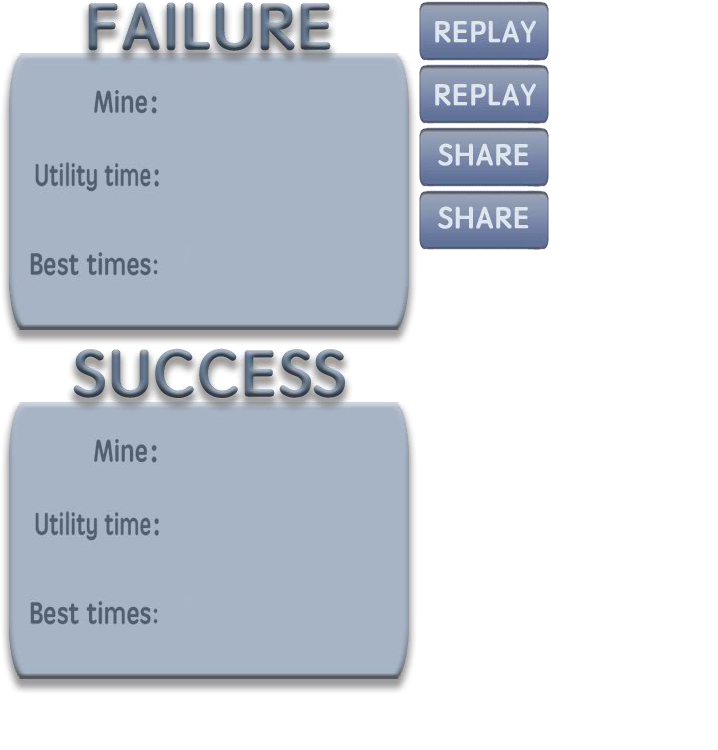 FAILURE
Mine:
Utility time:
Best times:
REPLAY
REPLAY
SHARE
SHARE
SUCCESS
Mine:
Utility time:
Best times: